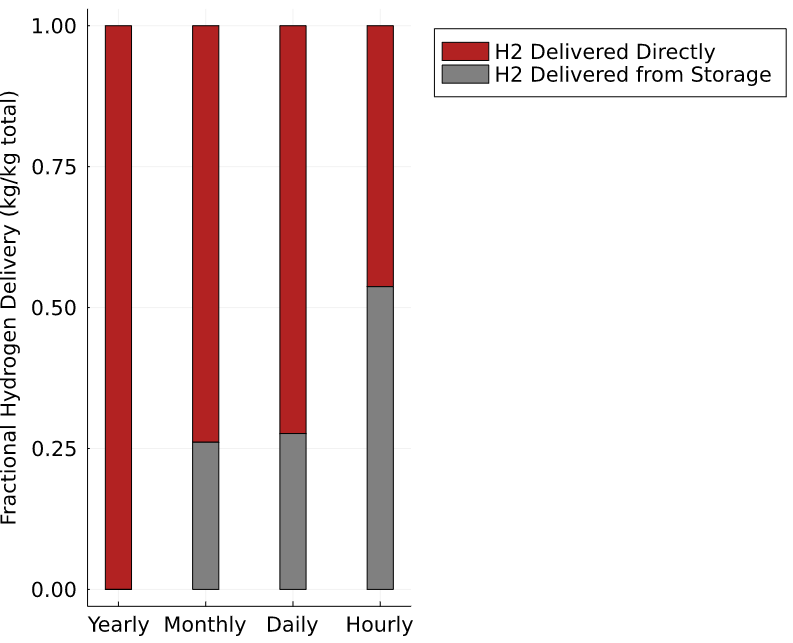 Fractional Hydrogen Delivery (kg/kg total)
1.00
0.75
0.50
0.25
0.00
Yearly Monthly Daily Hourly
H2 Delivered Directly
H2 Delivered from Storage